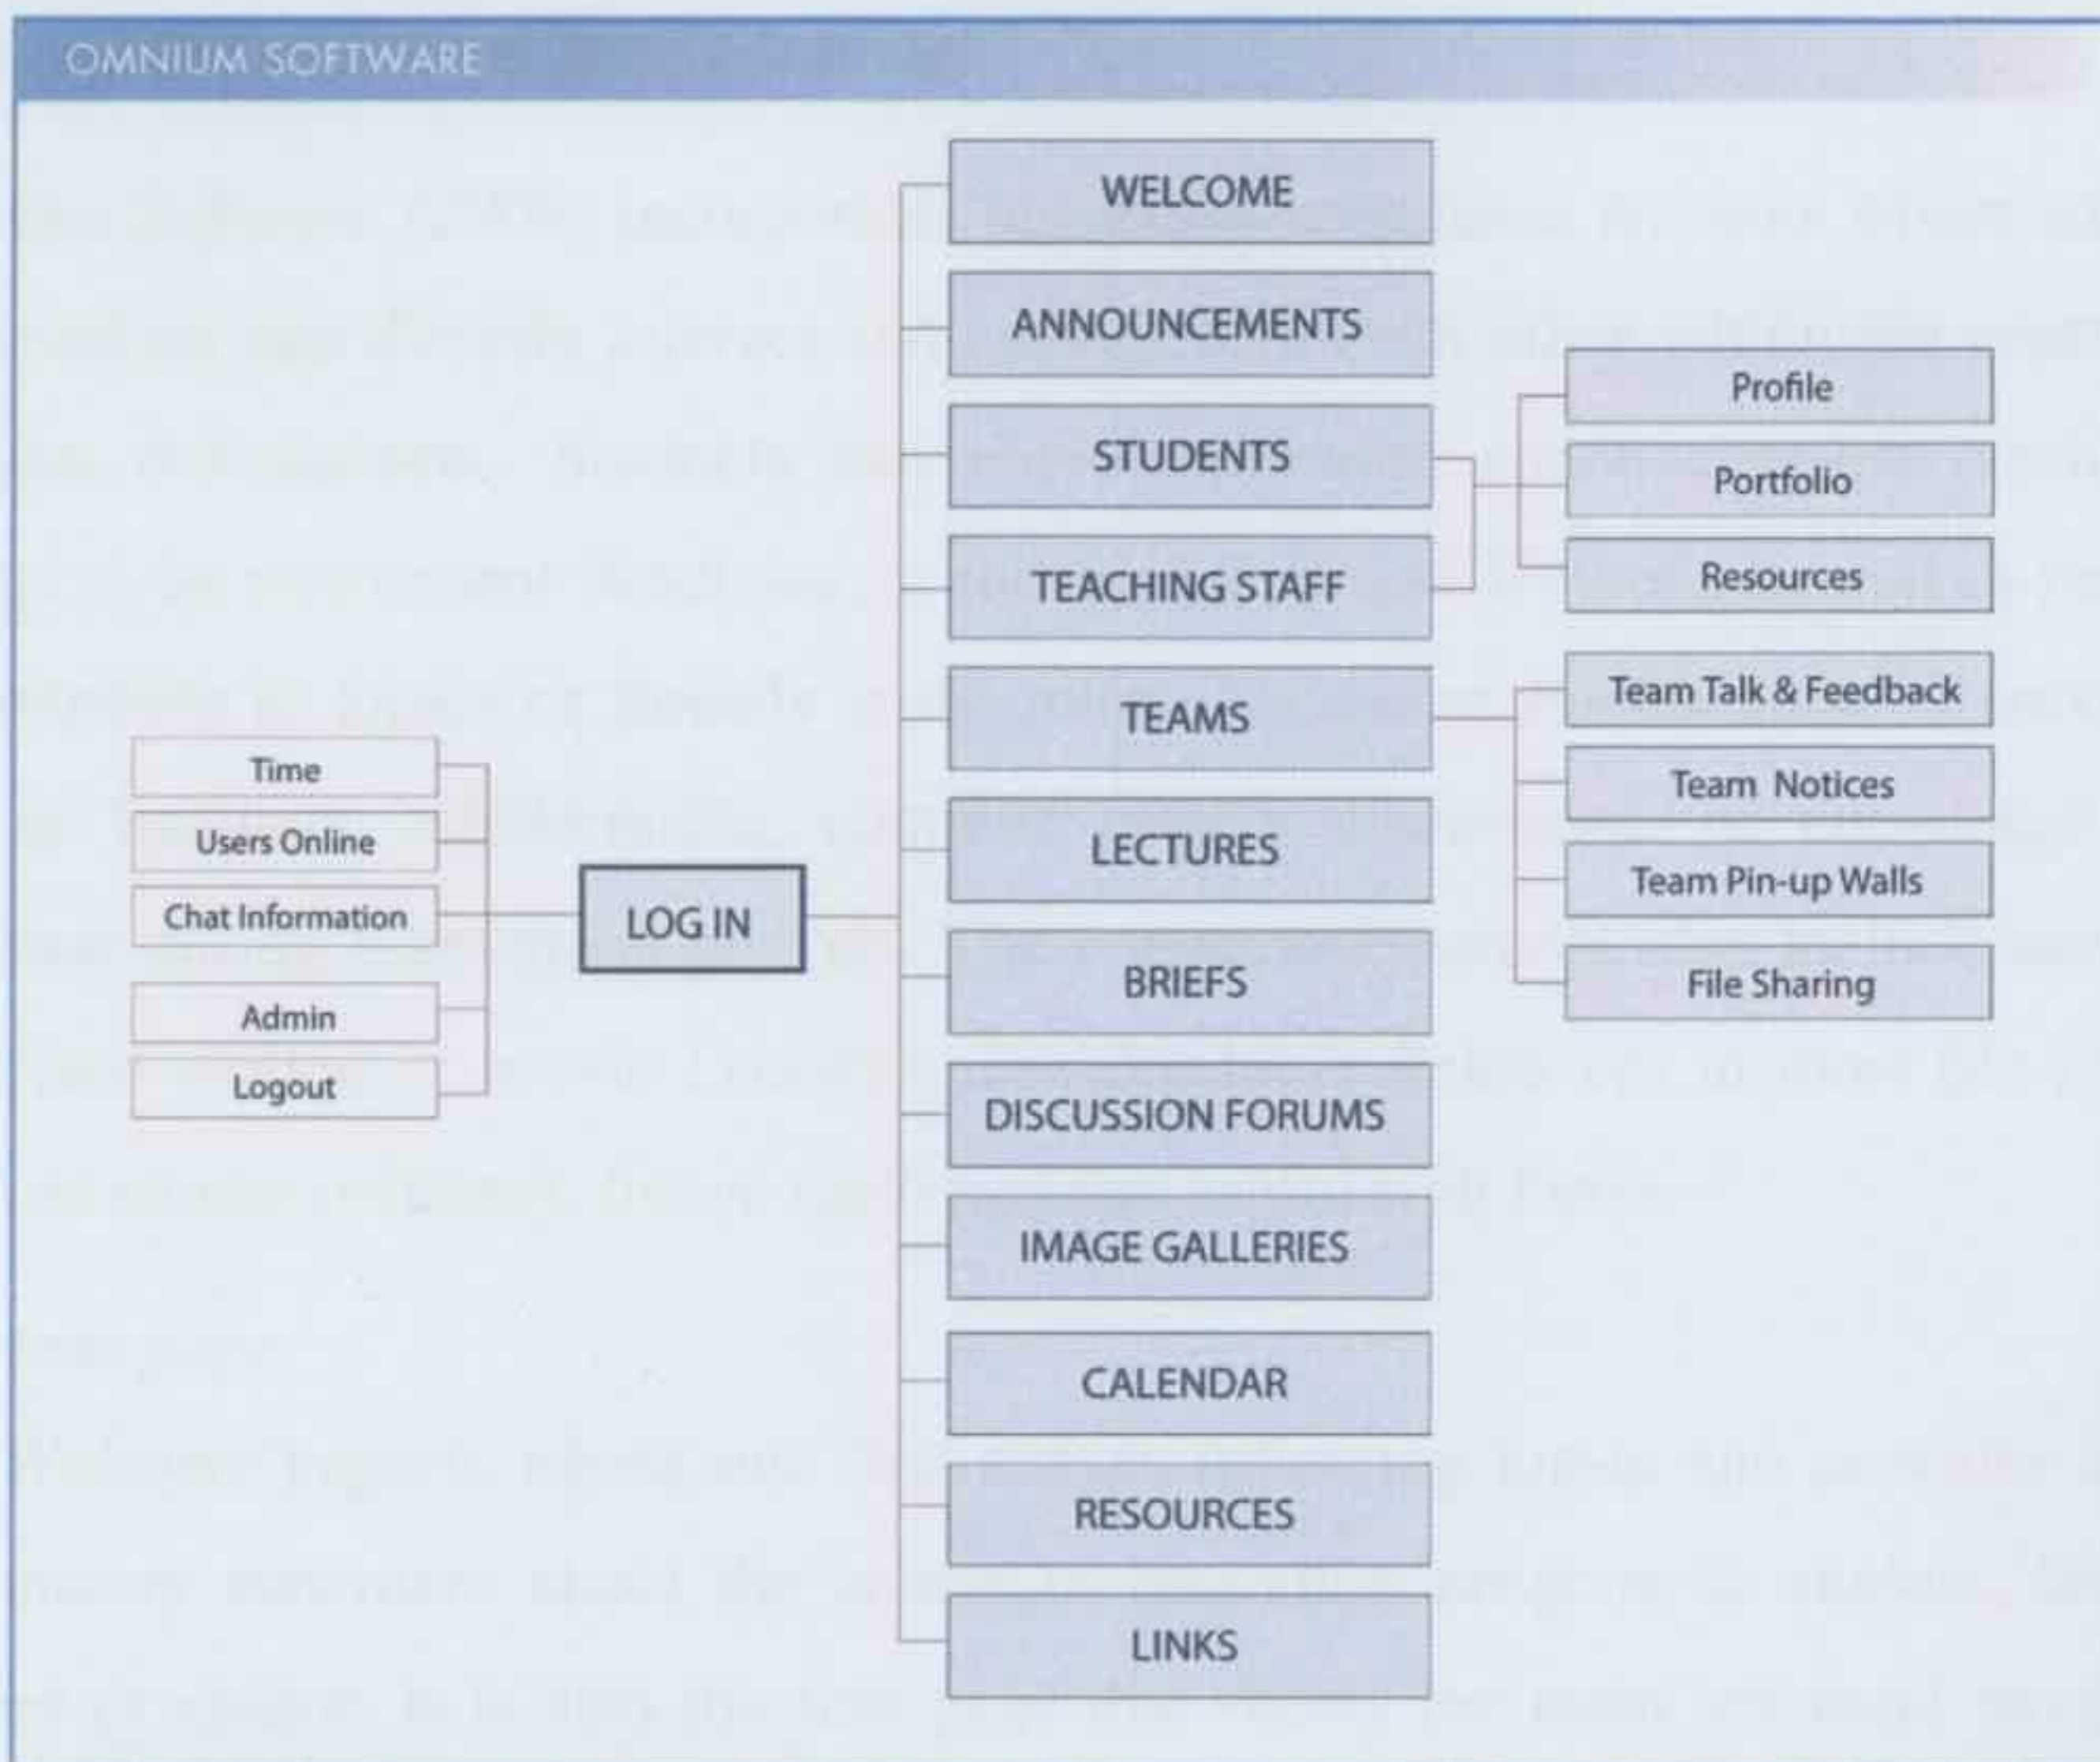 OMNIUM SOFTWARE
WELCOME
ANNOUNCEMENTS
STUDENTS
TEACHING STAFF
TEAMS
LECTURES
BRIEFS
DISCUSSION FORUMS
IMAGE GALLERIES
CALENDAR
RESOURCES
LINKS
Profile
Portfolio
Resources
Team Talk & Feedback
Team Notices
Team Pin-up Walls
File Sharing
Time
Users Online
Chat Information
Admin
Logout
LOG IN